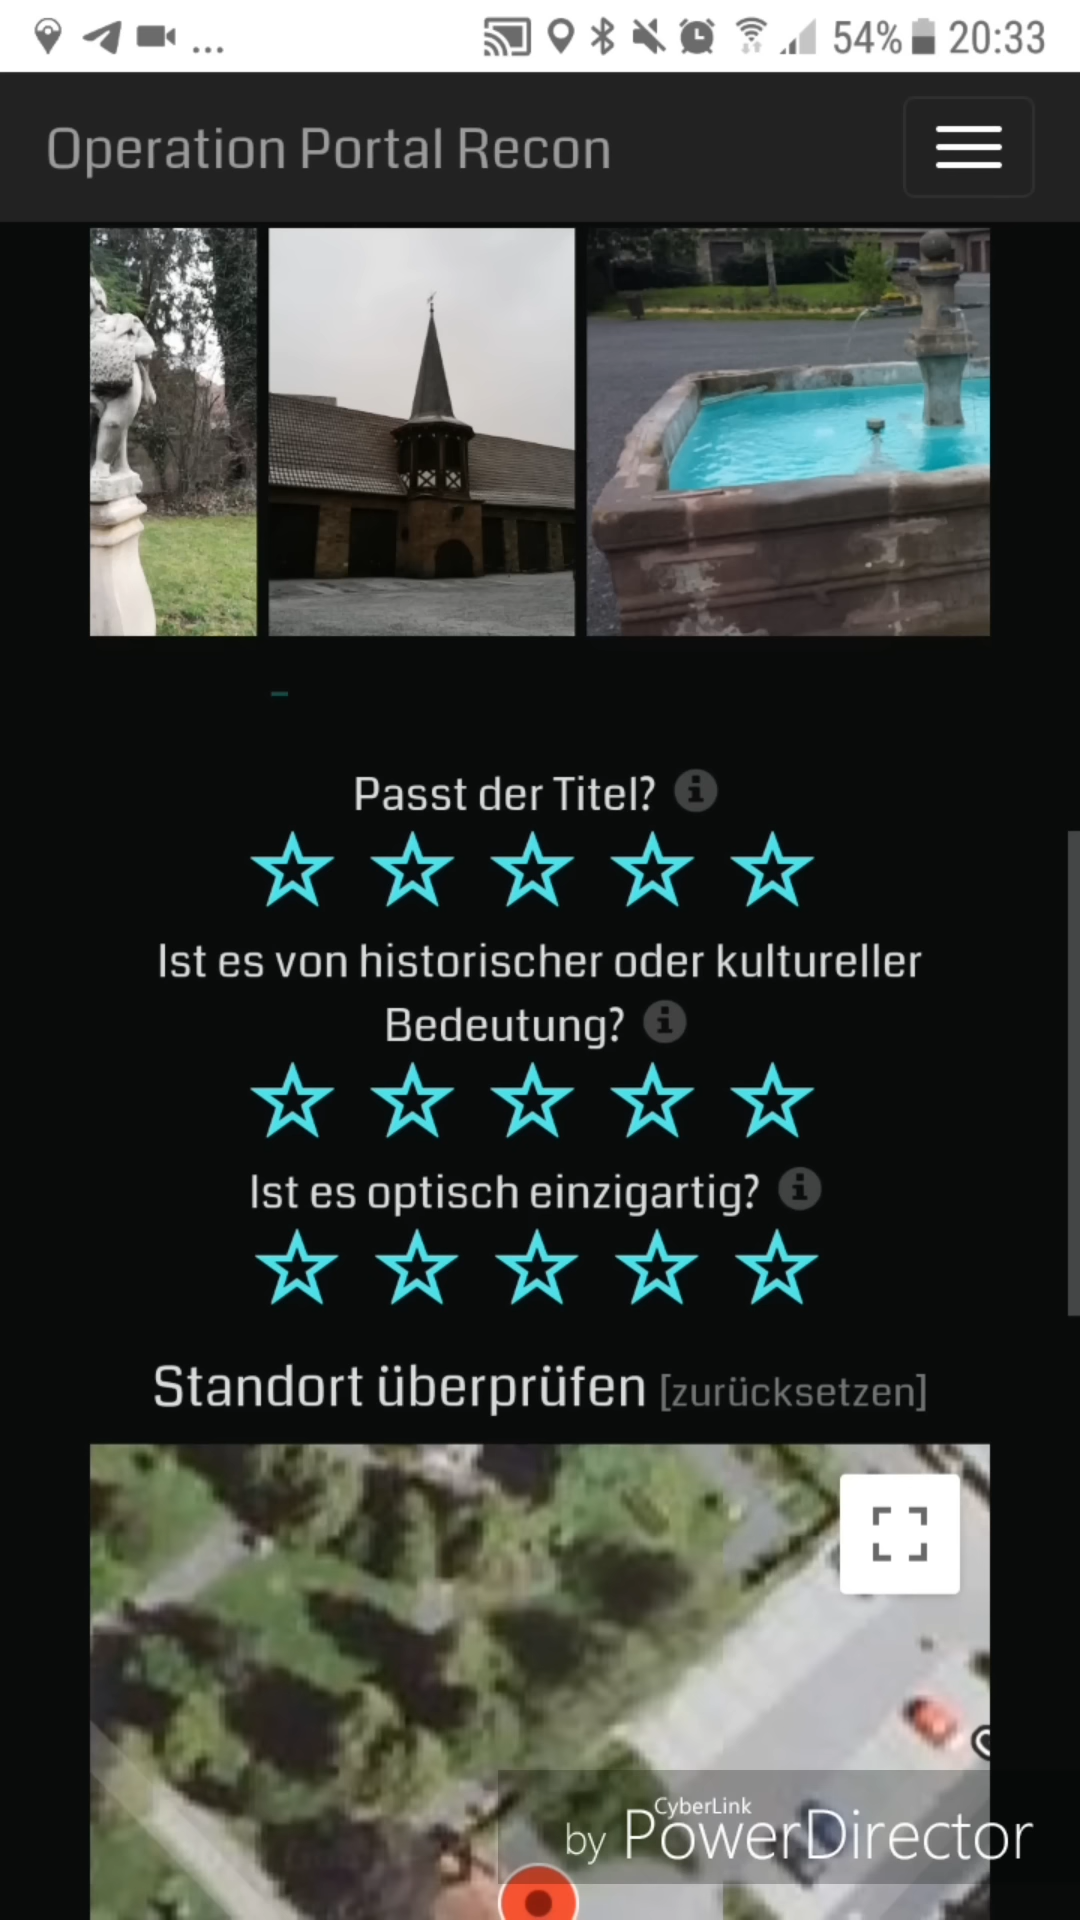 ... 54% 20:33
Operation Portal Recon
Passt der Titel?
Ist es von historischer oder kultureller
Bedeutung?
Ist es optisch einzigartig?
Standort überprüfen [zurücksetzen]
CyberLink
by PowerDirector